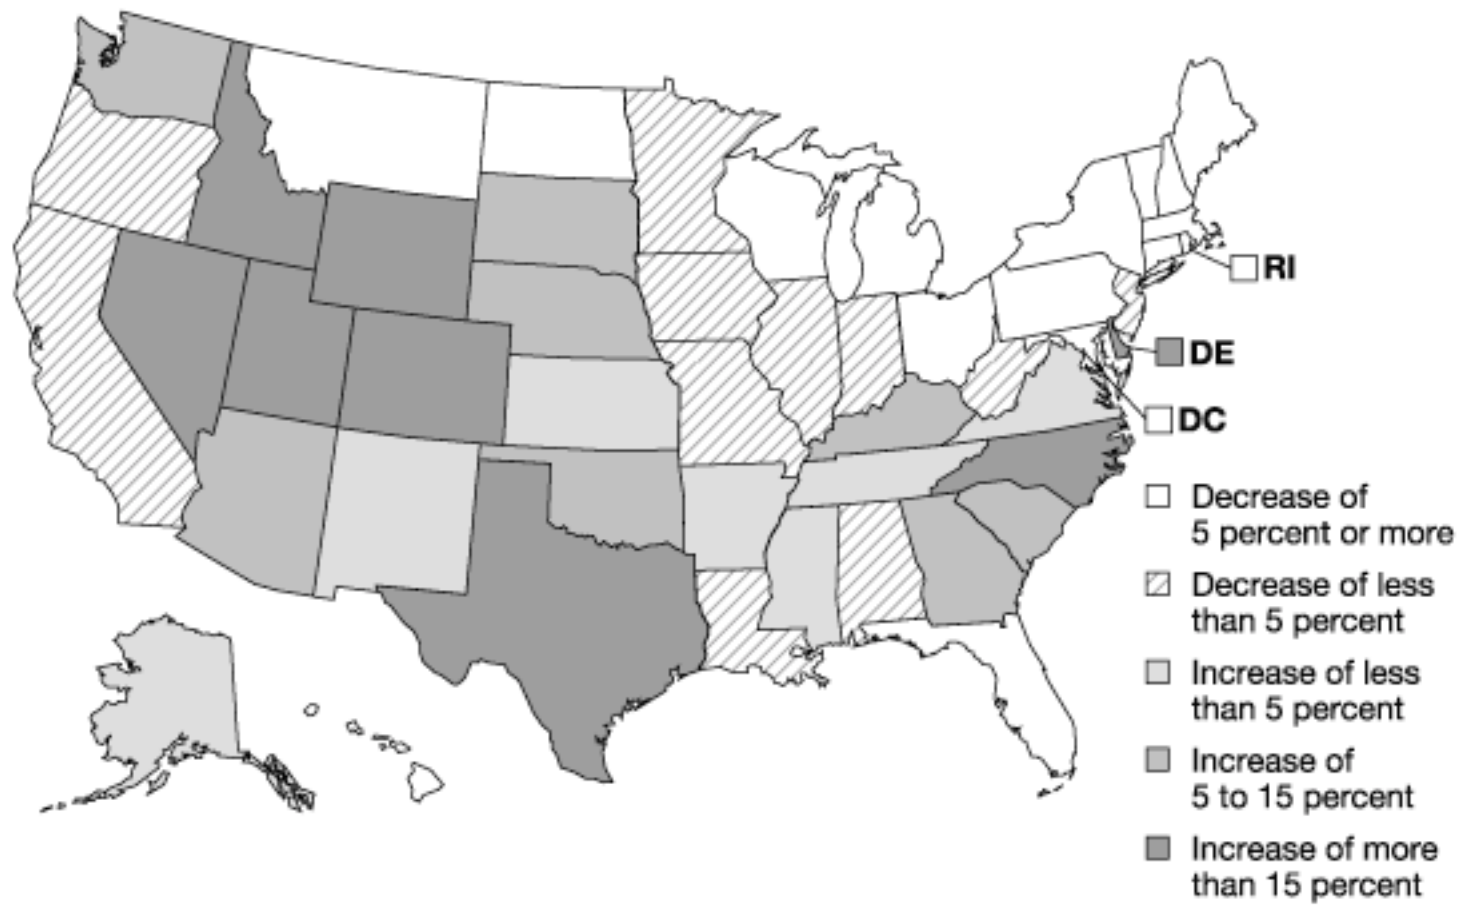 RI
DE
DC
Decrease of
5 percent or more
Decrease of less
than 5 percent
Increase of less
than 5 percent
Increase of
5 to 15 percent
Increase of more
than 15 percent